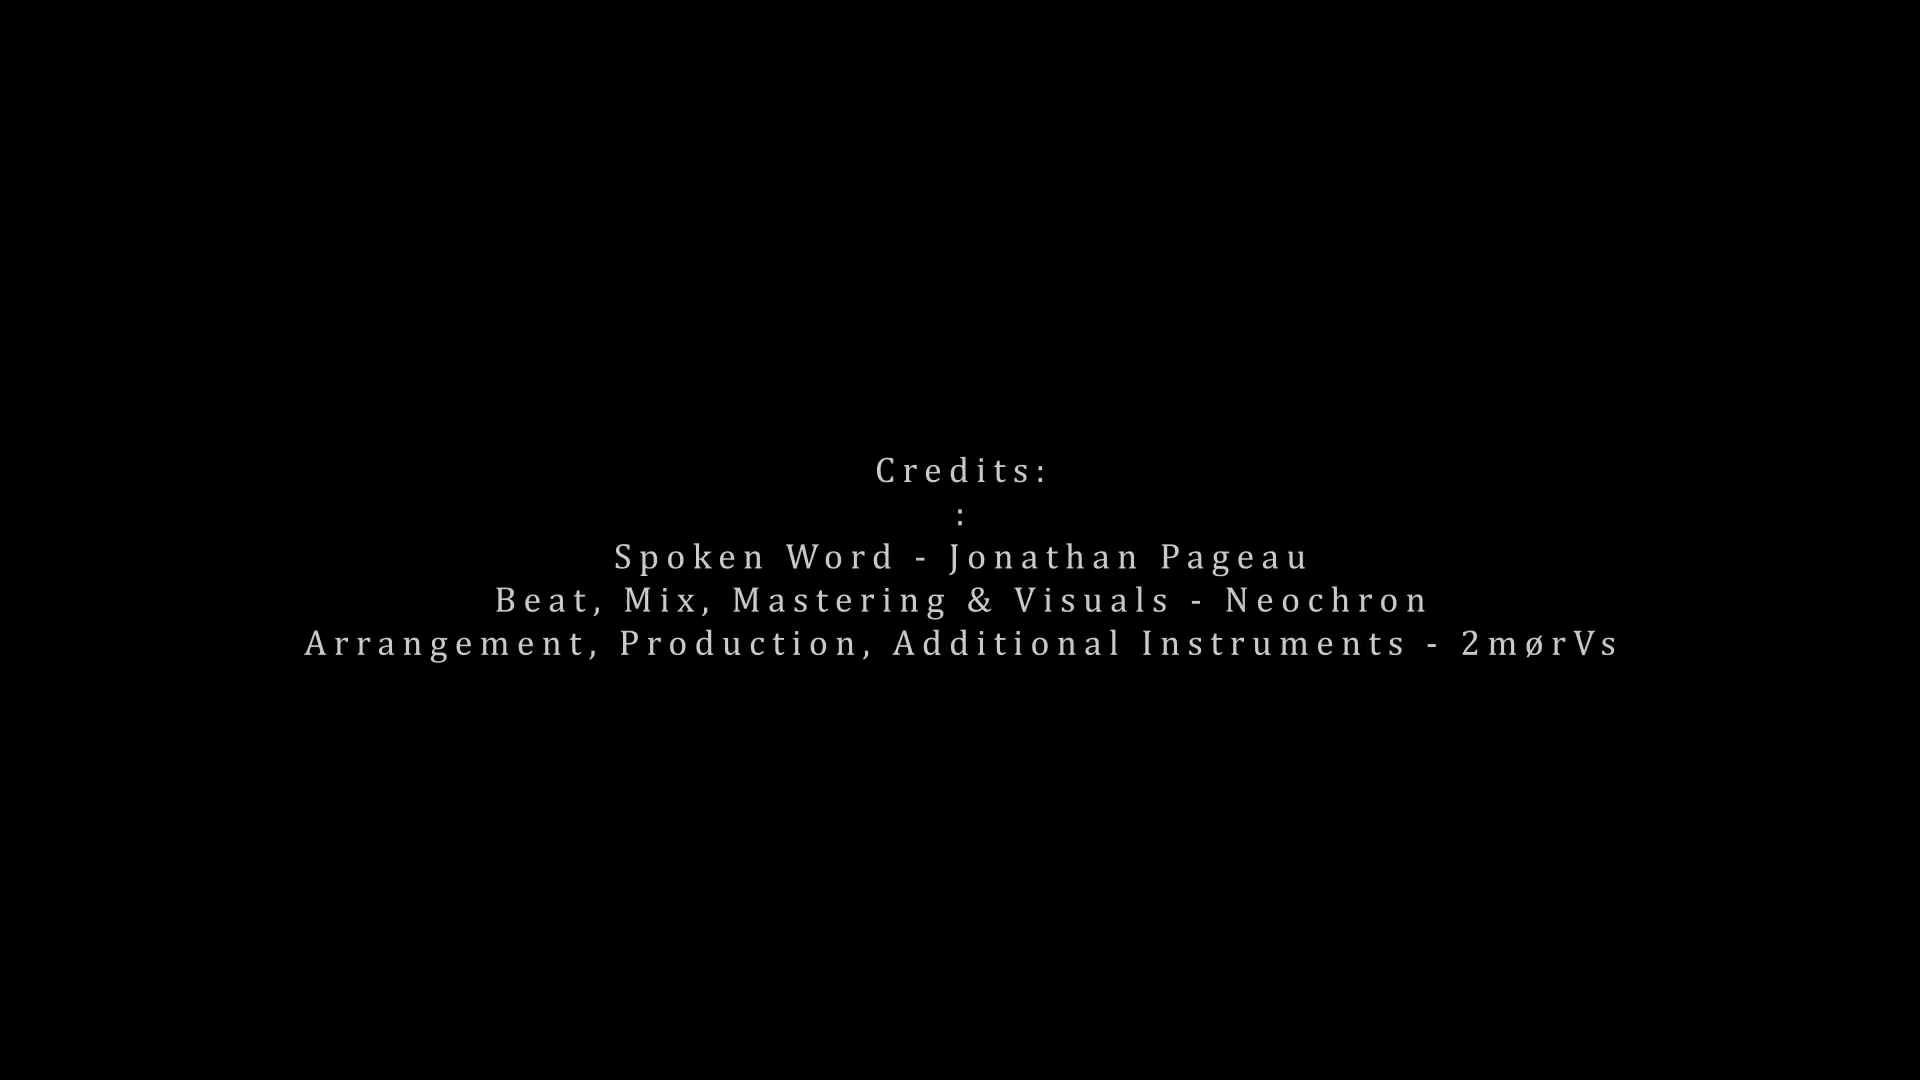 Credits:
:
Spoken Word - Jonathan Pageau
Beat, Mix, Mastering & Visuals - Neochron
Arrangement, Production, Additional Instruments - 2mørVs